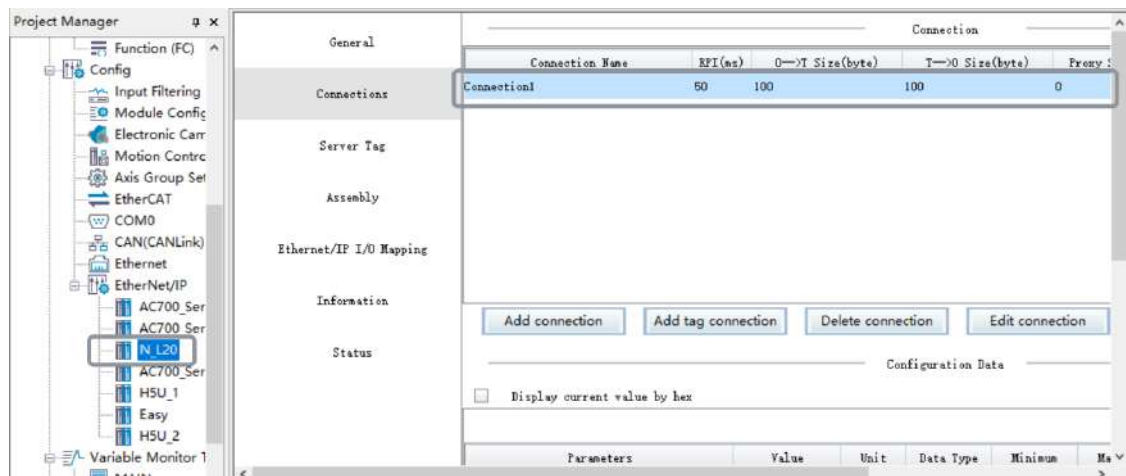 Project Manager
Function (FC)
Config
Input Filtering
Module Config
Electronic Cam
Motion Contro
Axis Group Set
EtherCAT
COM0
CAN(CANLink)
Ethernet
EtherNet/IP
AC700_Ser
AC700_Ser
N_L20
AC700_Ser
H5U_1
Easy
H5U_2
Variable Monitor T
MAIN
General
Connections
Server Tag
Assembly
Ethernet/IP I/O Mapping
Information
Status
Connection
Connection Name RPI(ms) O-->T Size(byte) T-->O Size(byte) Proxy S
Connection1 50 100 100 0
Add connection Add tag connection Delete connection Edit connection
Configuration Data
Display current value by hex
Parameters Value Unit Data Type Minimum Ma